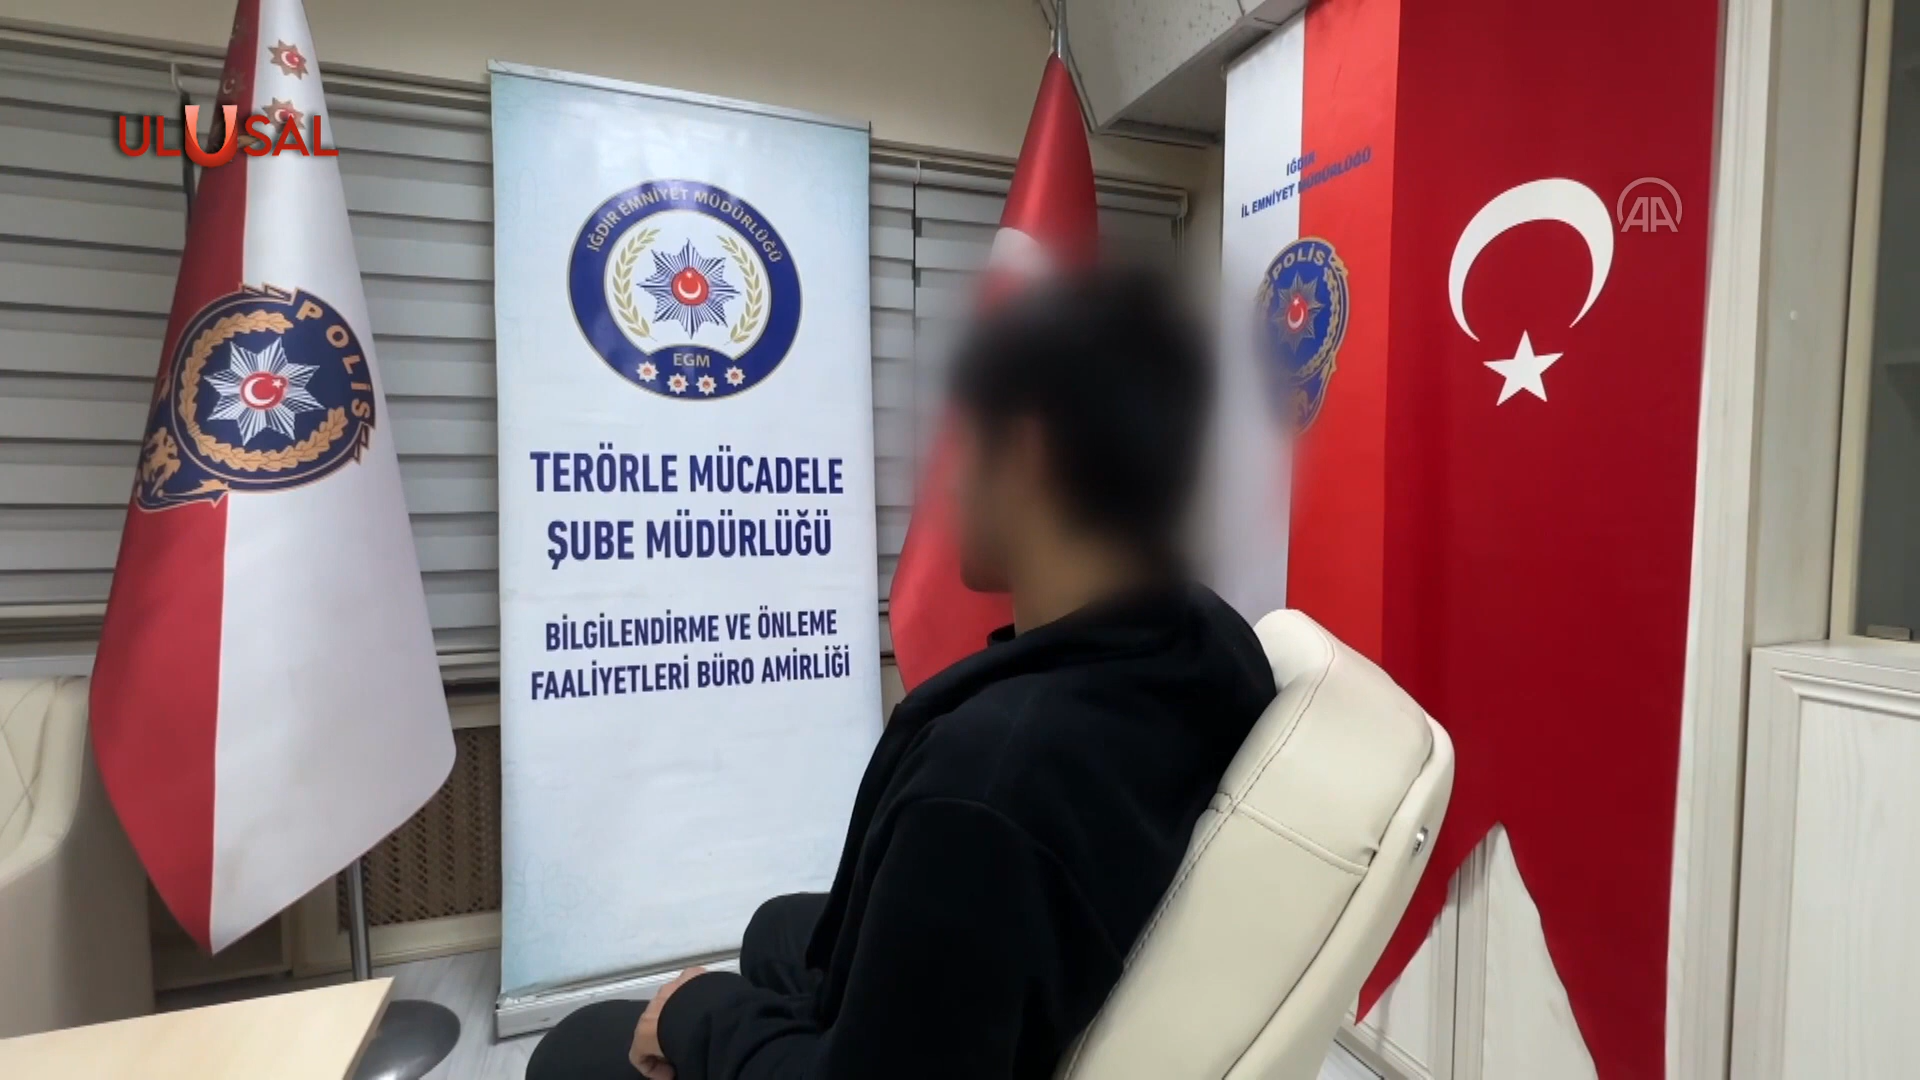 ULUSAL
POLİS
IĞDIR EMNİYET MÜDÜRLÜĞÜ
EGM
TERÖRLE MÜCADELE
ŞUBE MÜDÜRLÜĞÜ
BİLGİLENDİRME VE ÖNLEME
FAALİYETLERİ BÜRO AMİRLİĞİ
IĞDIR
İL EMNİYET MÜDÜRLÜĞÜ
POLİS
AA